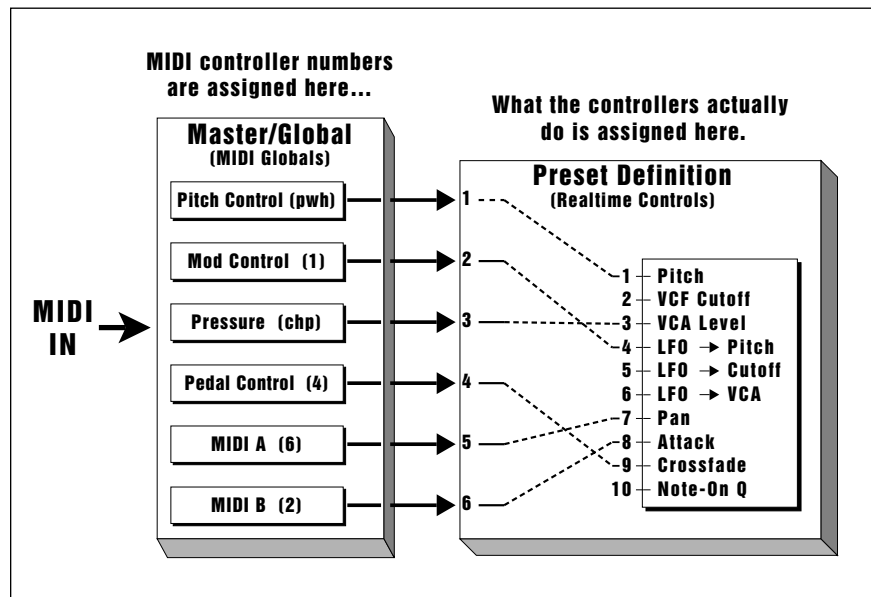 MIDI controller numbers
are assigned here...
What the controllers actually
do is assigned here.
Master/Global
(MIDI Globals)
Pitch Control (pwh)
Mod Control (1)
Pressure (chp)
Pedal Control (4)
MIDI A (6)
MIDI B (2)
MIDI
IN
1
2
3
4
5
6
Preset Definition
(Realtime Controls)
1 Pitch
2 VCF Cutoff
3 VCA Level
4 LFO → Pitch
5 LFO → Cutoff
6 LFO → VCA
7 Pan
8 Attack
9 Crossfade
10 Note-On Q